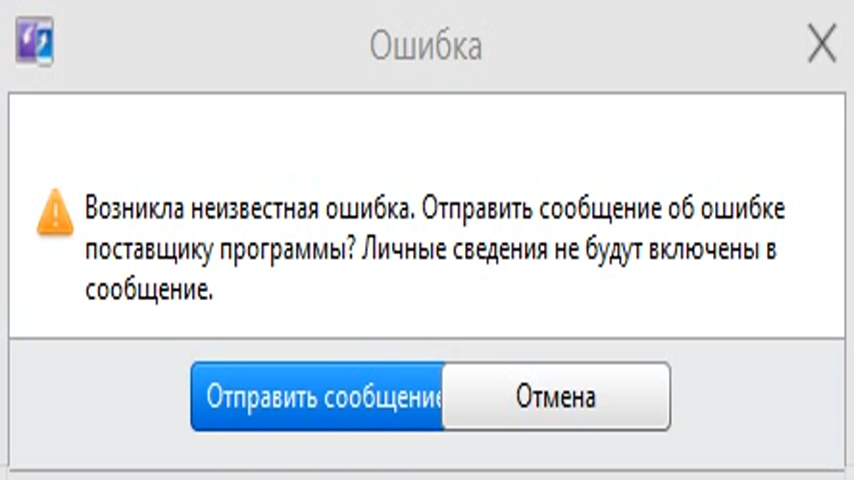 Ошибка
Возникла неизвестная ошибка. Отправить сообщение об ошибке
поставщику программы? Личные сведения не будут включены в
сообщение.
Отправить сообщение
Отмена